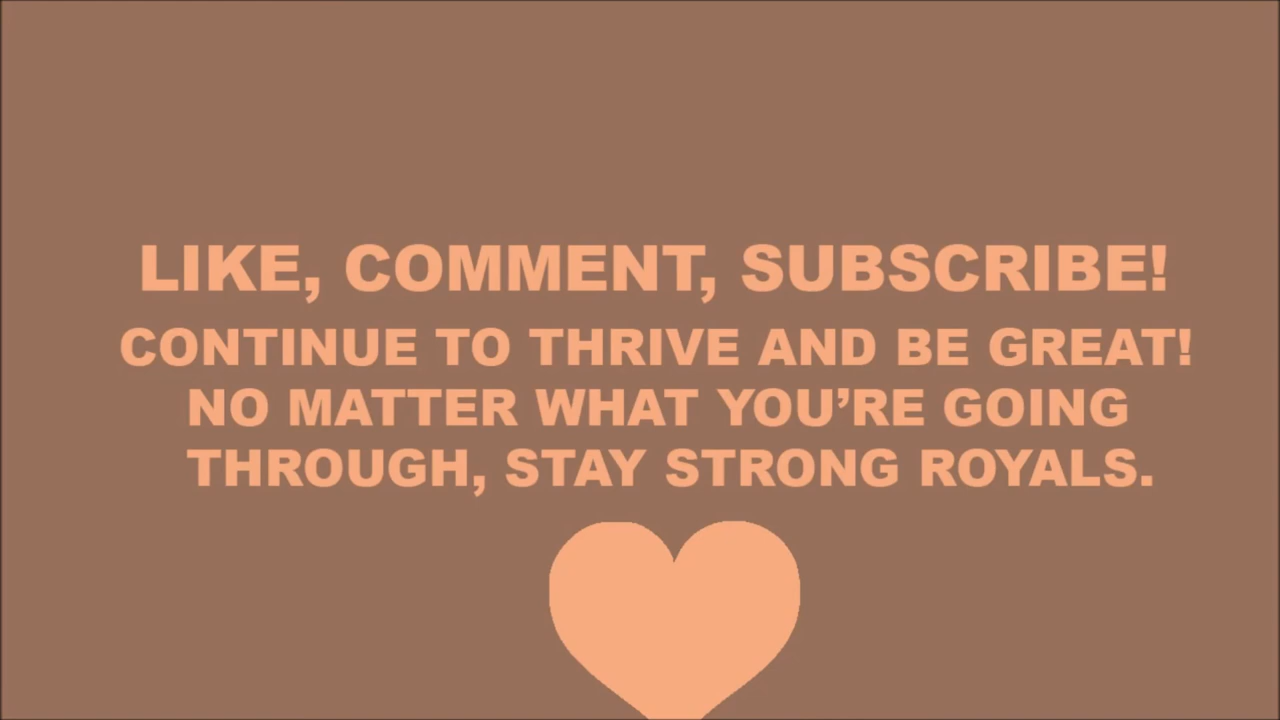 LIKE, COMMENT, SUBSCRIBE!
CONTINUE TO THRIVE AND BE GREAT!
NO MATTER WHAT YOU’RE GOING
THROUGH, STAY STRONG ROYALS.